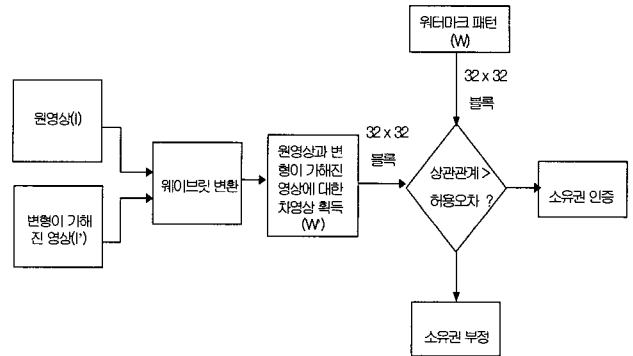 워터마크 패턴
(W)
32 x 32
블록
원영상(I)
변형이 가해
진 영상(I')
웨이브릿 변환
원영상과 변
형이 가해진
영상에 대한
차영상 획득
(W')
32 x 32
블록
상관관계 >
허용오차 ?
소유권 인증
소유권 부정